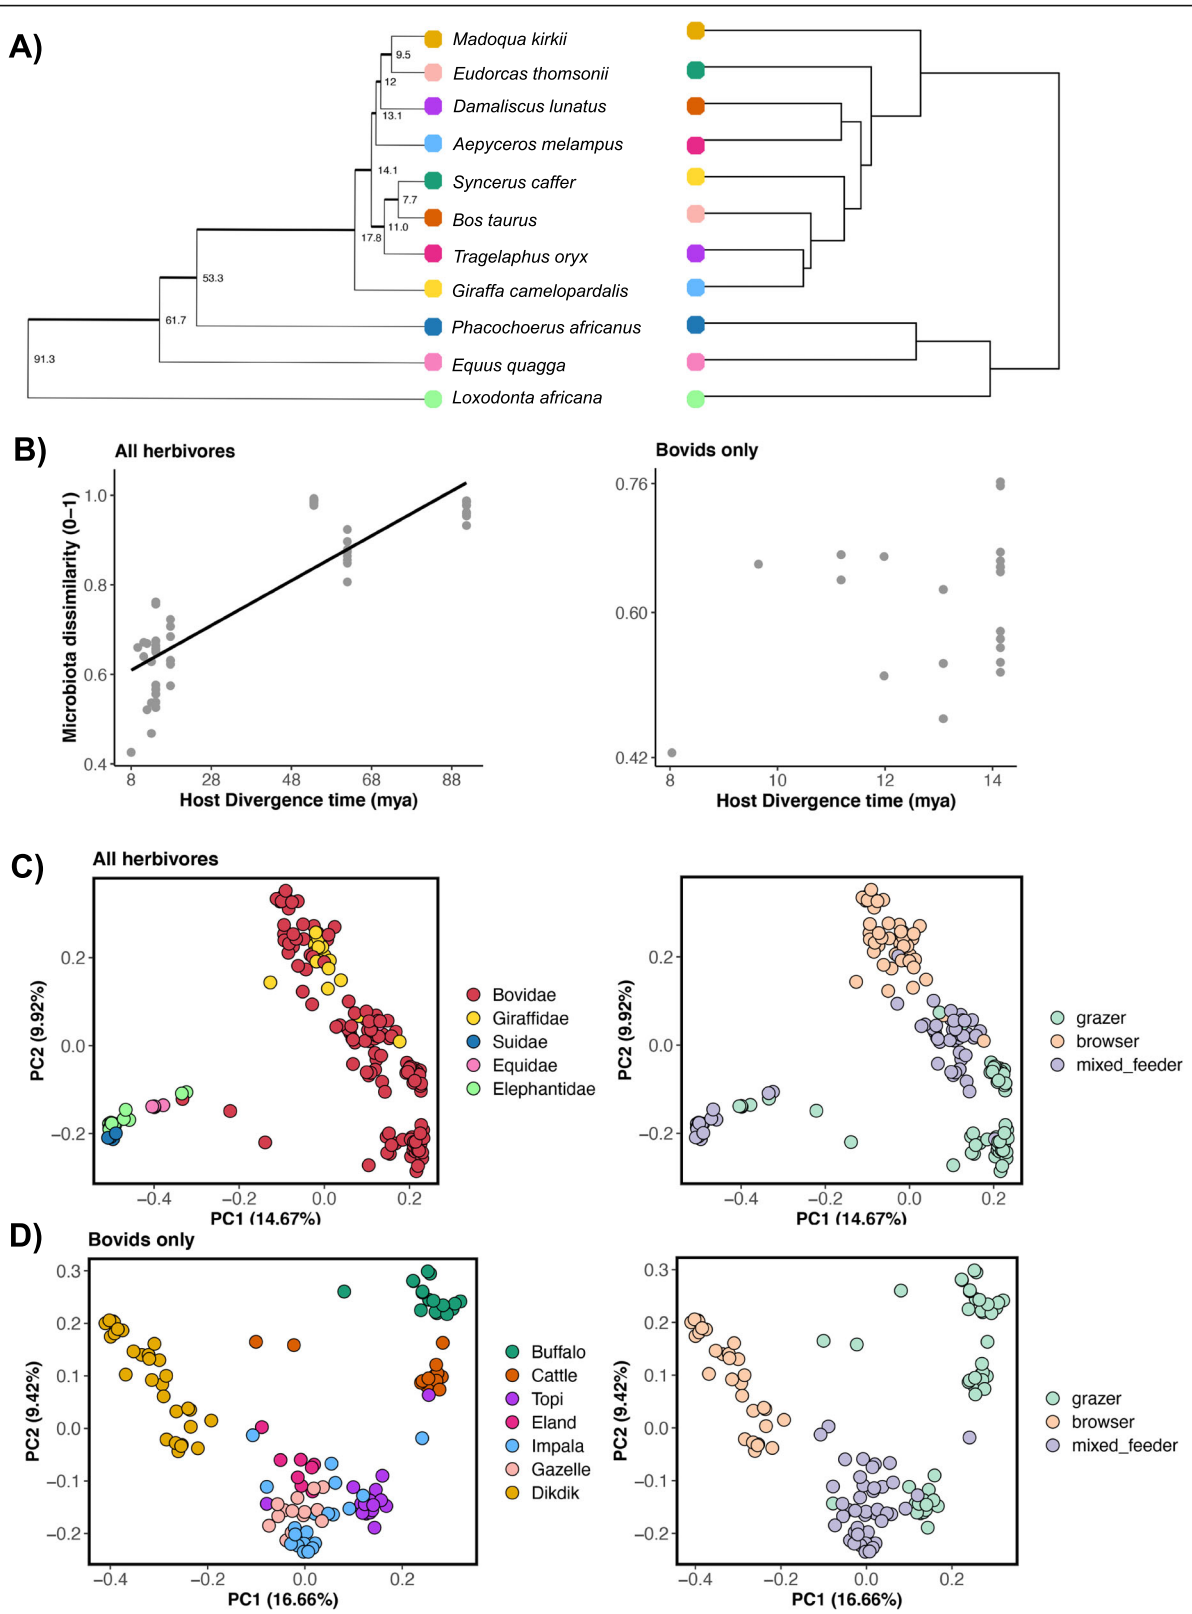 A)
Madoqua kirkii
9.5
Eudorcas thomsonii
12
Damaliscus lunatus
13.1
Aepyceros melampus
14.1
Syncerus caffer
7.7
Bos taurus
11.0
17.8
Tragelaphus oryx
53.3
Giraffa camelopardalis
61.7
Phacochoerus africanus
91.3
Equus quagga
Loxodonta africana
B)
All herbivores
Microbiota dissimilarity (0–1)
1.0
0.8
0.6
0.4
8 28 48 68 88
Host Divergence time (mya)
Bovids only
0.76
0.60
0.42
8 10 12 14
Host Divergence time (mya)
C)
All herbivores
PC2 (9.92%)
0.2
0.0
−0.2
−0.4 −0.2 0.0 0.2
PC1 (14.67%)
Bovidae
Giraffidae
Suidae
Equidae
Elephantidae
PC2 (9.92%)
0.2
0.0
−0.2
−0.4 −0.2 0.0 0.2
PC1 (14.67%)
grazer
browser
mixed_feeder
D)
Bovids only
PC2 (9.42%)
0.3
0.2
0.1
0.0
−0.1
−0.2
−0.4 −0.2 0.0 0.2
PC1 (16.66%)
Buffalo
Cattle
Topi
Eland
Impala
Gazelle
Dikdik
PC2 (9.42%)
0.3
0.2
0.1
0.0
−0.1
−0.2
−0.4 −0.2 0.0 0.2
PC1 (16.66%)
grazer
browser
mixed_feeder